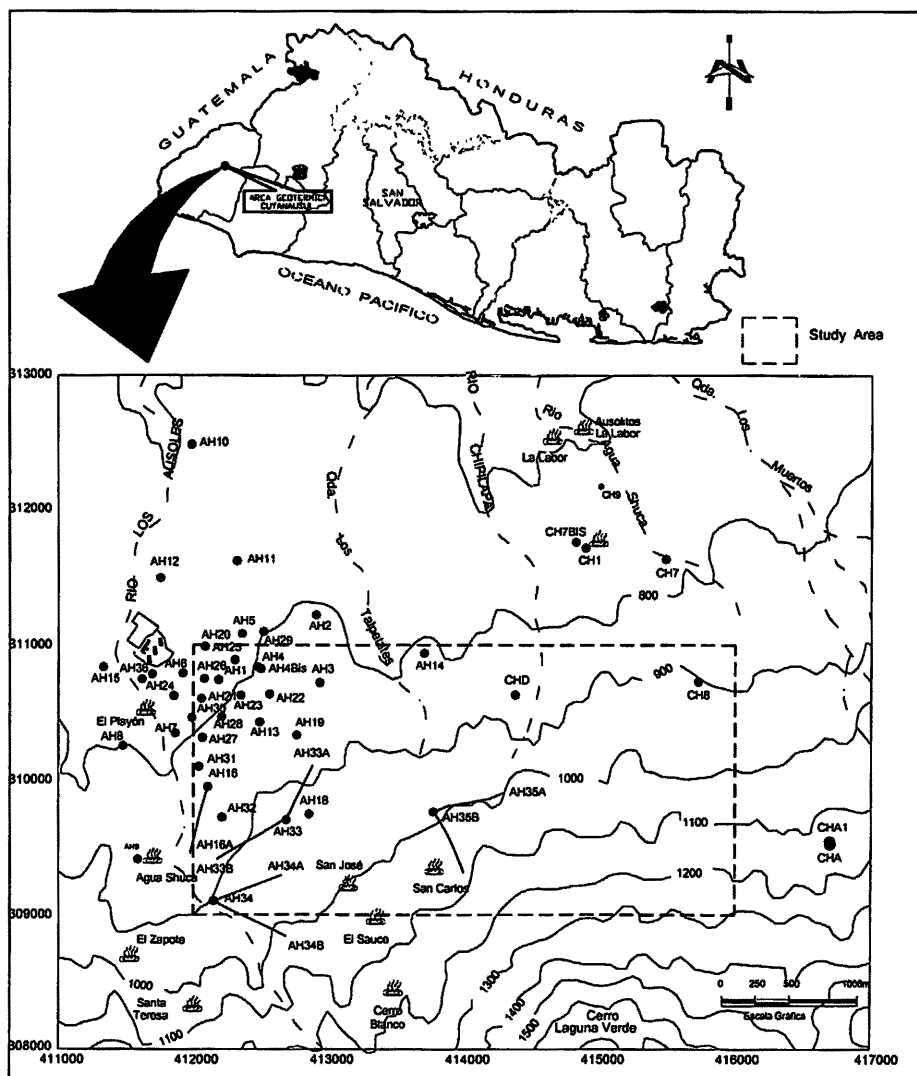 GUATEMALA
HONDURAS
N
AREA GEOTERMICA
CUYANAUSUL
SAN
SALVADOR
OCEANO PACIFICO
Study Area
313000
312000
311000
310000
309000
308000
411000
412000
413000
414000
415000
416000
417000
RIO
LOS
AUSOLES
AH10
Qda.
Los
Talpetates
RIO
CHIPILAPA
Rio
Agua
Shuca
Ausolitos
La Labor
La Labor
Qda.
Los
Muertos
CH9
CH7BIS
CH1
CH7
AH12
AH11
800
AH5
AH2
AH20
AH29
AH25
AH4
AH4Bis
AH3
AH14
AH15
AH36
AH6
AH26
AH1
AH24
AH21
AH23
AH22
CHD
900
CH8
El Playón
AH30
AH28
AH13
AH19
AH8
AH7
AH27
AH33A
AH31
AH16
1000
AH35A
AH32
AH18
AH33
AH35B
1100
CHA1
CHA
AH16A
AH9
AH33B
AH34A
San José
1200
Agua Shuca
San Carlos
AH34
El Zapote
AH34B
El Sauce
1000
1300
Santa
Teresa
1100
Cerro
Blanco
1400
1500
Cerro
Laguna Verde
0 250 500 1000m
Escala Gráfica